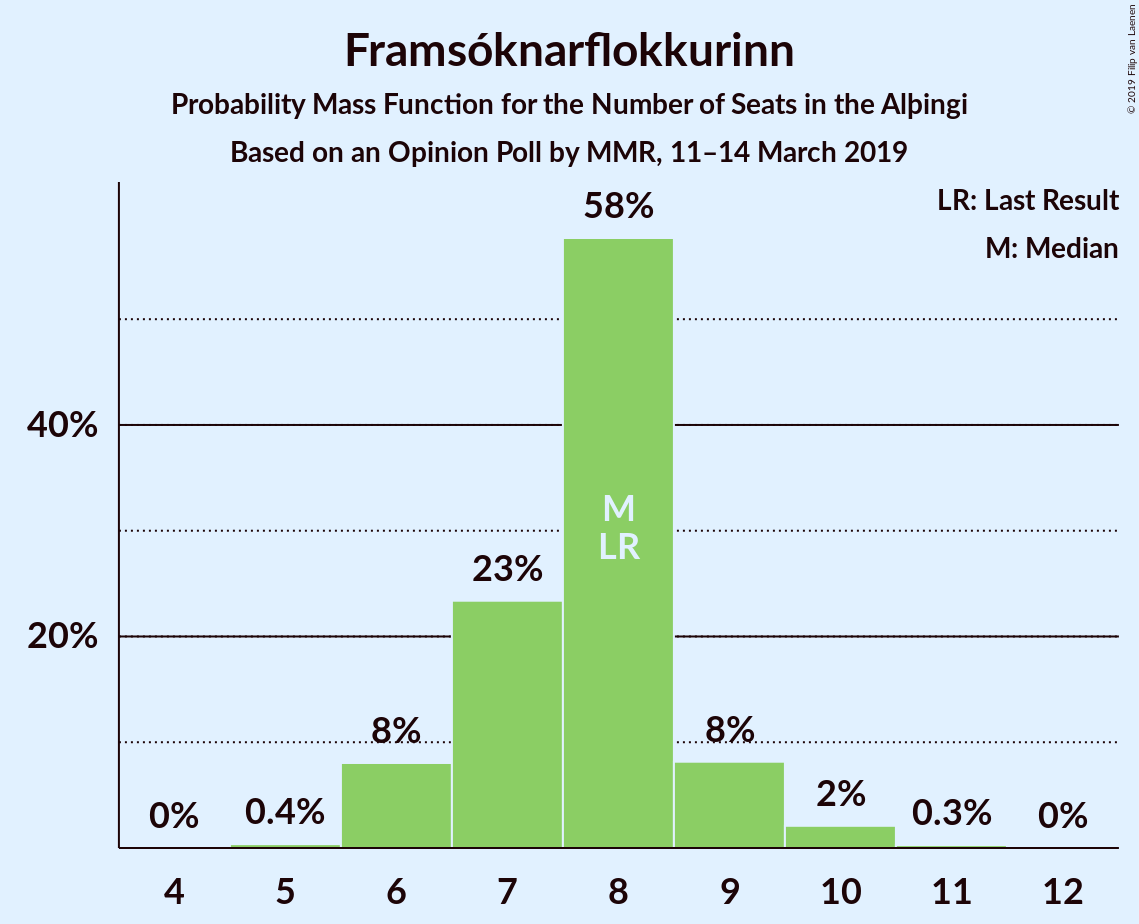 Framsóknarflokkurinn
Probability Mass Function for the Number of Seats in the Alþingi
Based on an Opinion Poll by MMR, 11–14 March 2019
© 2019 Filip van Laenen
LR: Last Result
M: Median
58%
40%
M
LR
23%
20%
8%
8%
2%
0%
0.4%
0.3%
0%
4 5 6 7 8 9 10 11 12